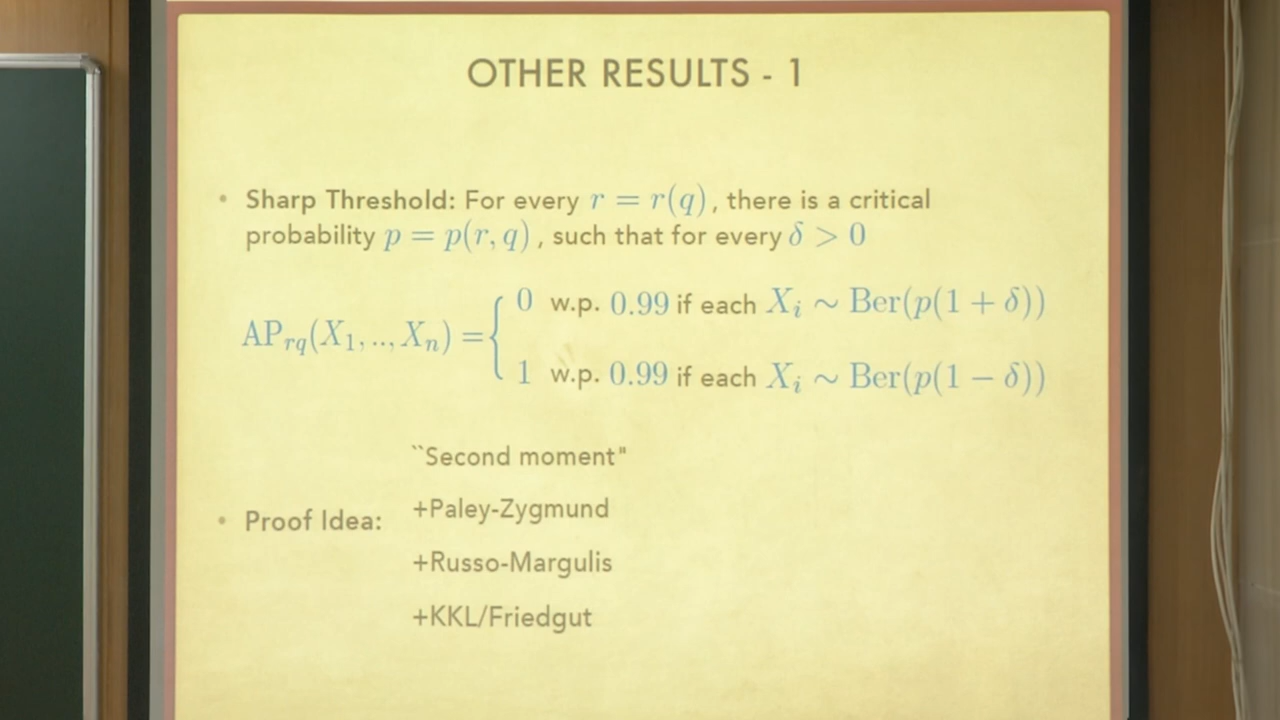 OTHER RESULTS - 1
• Sharp Threshold: For every r = r(q), there is a critical
probability p = p(r, q), such that for every δ > 0
0 w.p. 0.99 if each X_i ~ Ber(p(1 + δ))
AP_{rq}(X_1, .., X_n) = {
1 w.p. 0.99 if each X_i ~ Ber(p(1 − δ))
``Second moment"
+Paley-Zygmund
• Proof Idea:
+Russo-Margulis
+KKL/Friedgut